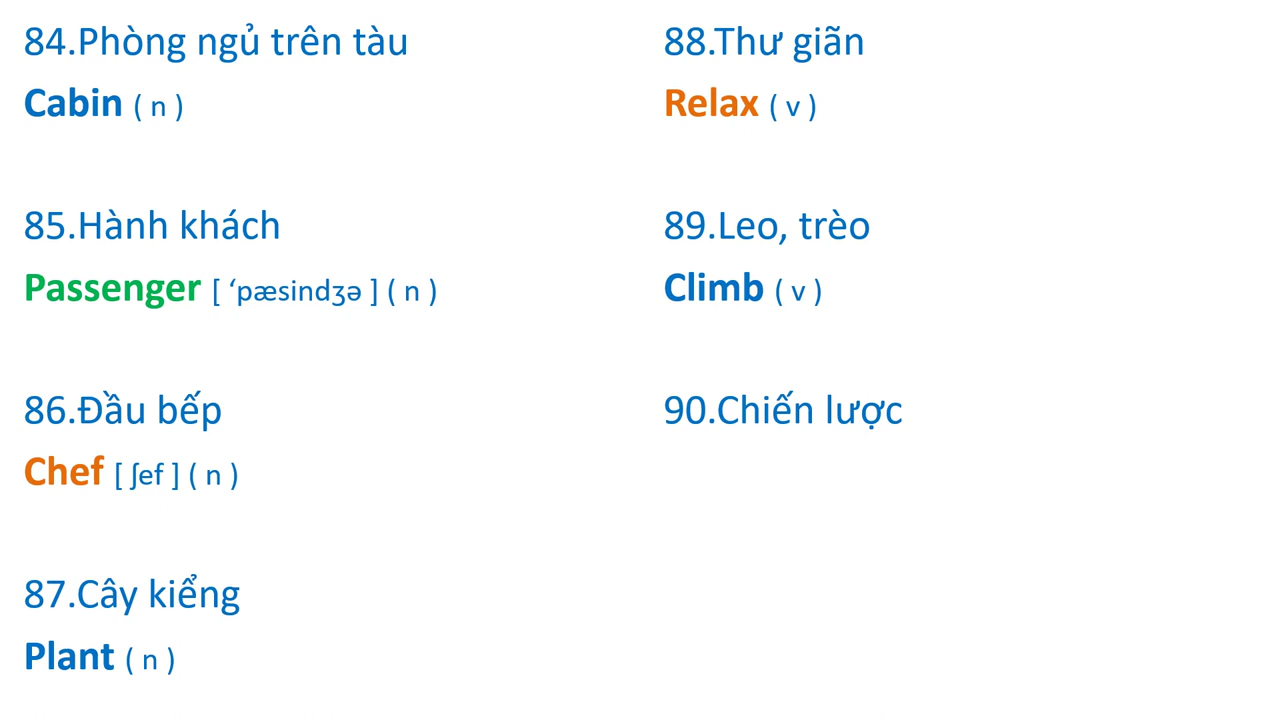 84.Phòng ngủ trên tàu
Cabin ( n )
85.Hành khách
Passenger [ ‘pæsindʒə ] ( n )
86.Đầu bếp
Chef [ ʃef ] ( n )
87.Cây kiểng
Plant ( n )
88.Thư giãn
Relax ( v )
89.Leo, trèo
Climb ( v )
90.Chiến lược